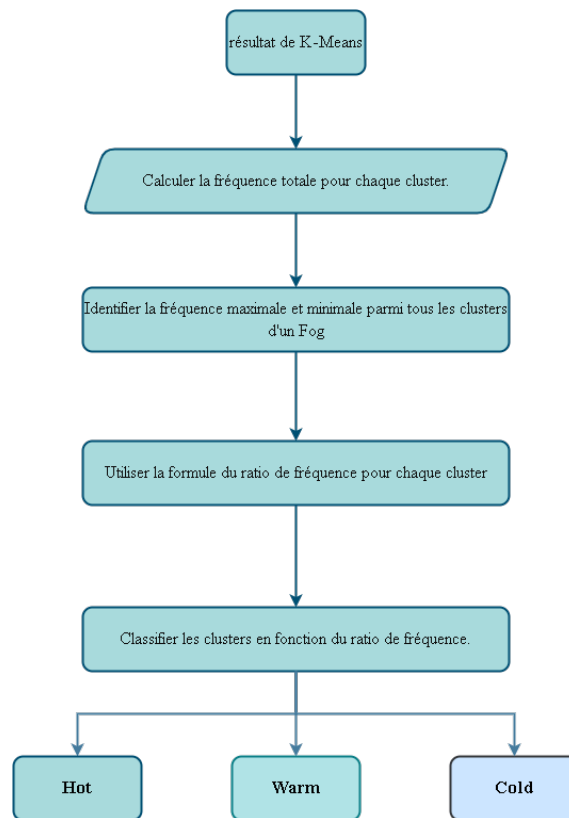 résultat de K-Means
Calculer la fréquence totale pour chaque cluster.
Identifier la fréquence maximale et minimale parmi tous les clusters
d'un Fog
Utiliser la formule du ratio de fréquence pour chaque cluster
Classifier les clusters en fonction du ratio de fréquence.
Hot
Warm
Cold